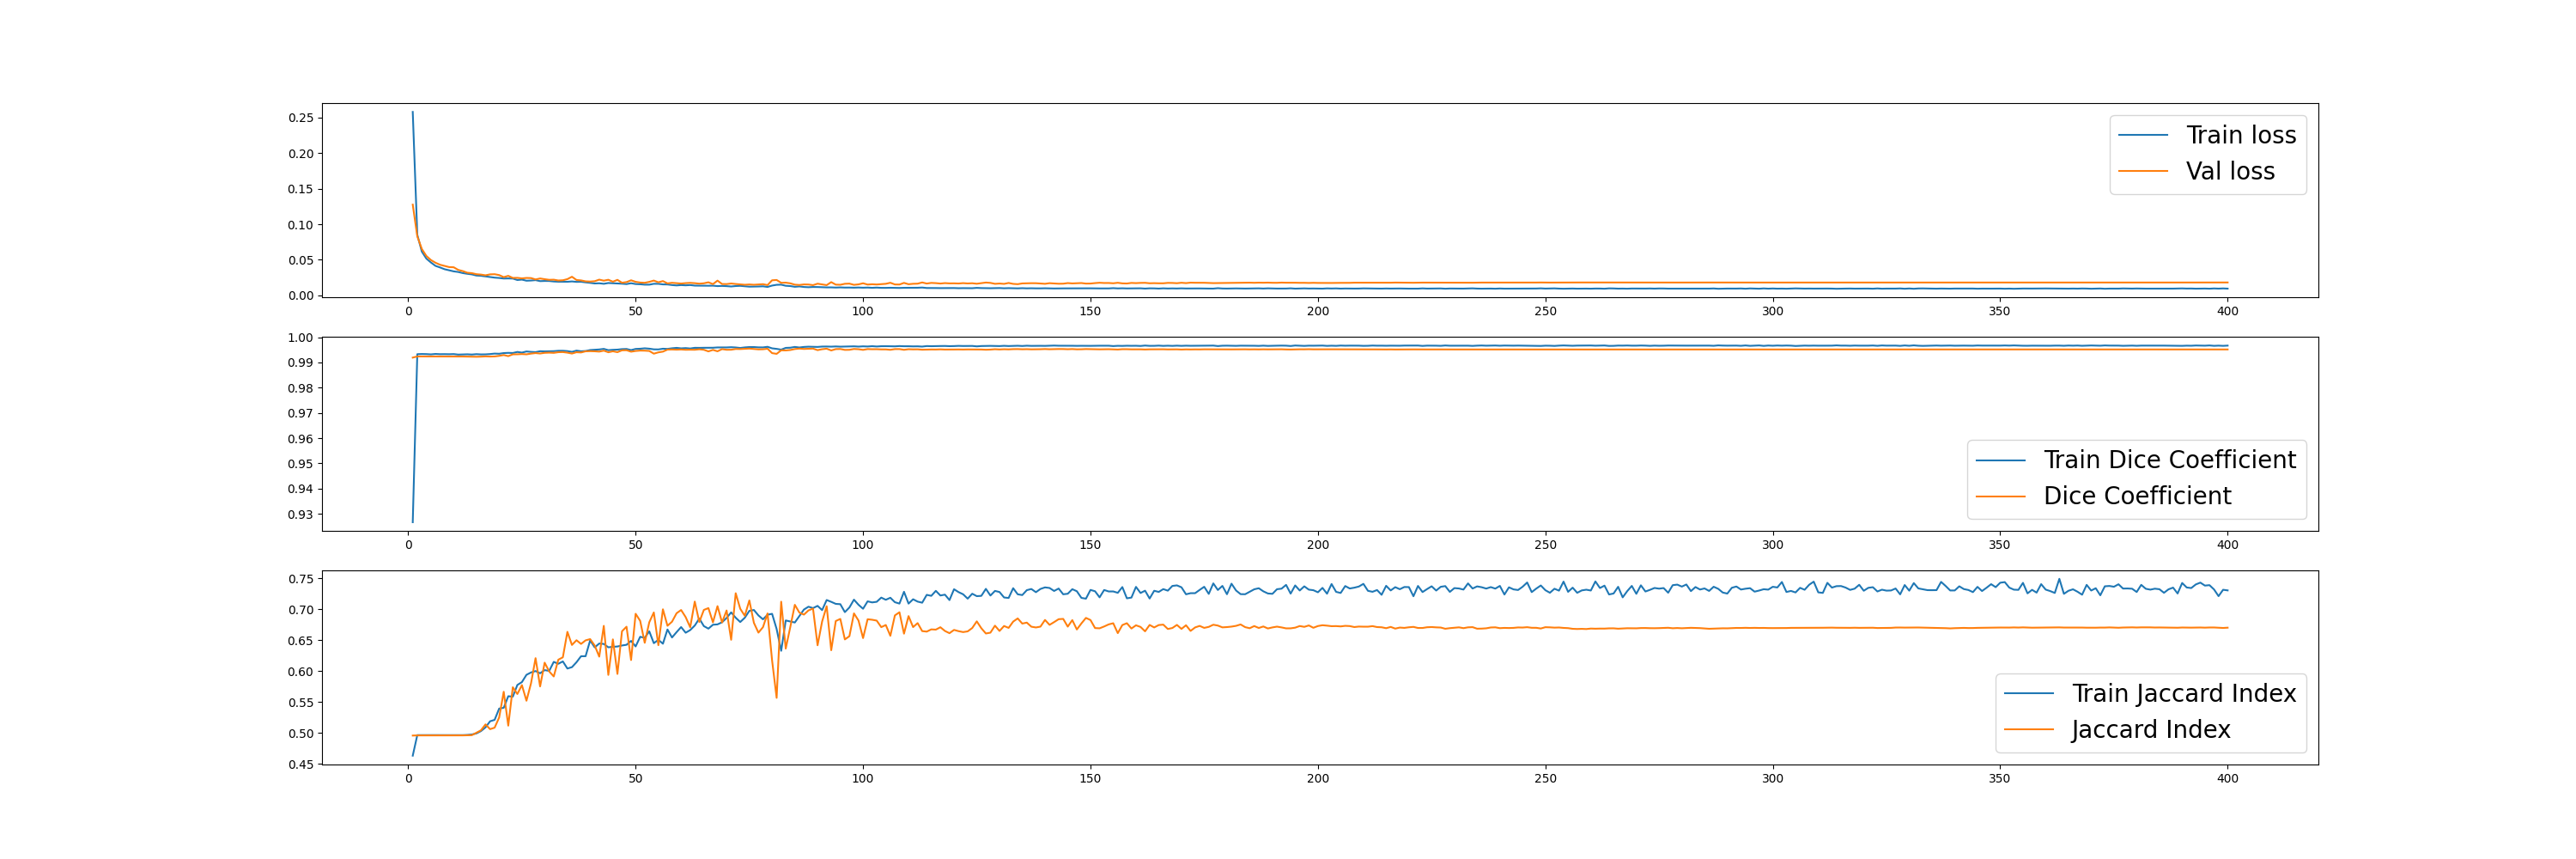 0.25
0.20
0.15
0.10
0.05
0.00
Train loss
Val loss
0 50 100 150 200 250 300 350 400
1.00
0.99
0.98
0.97
0.96
0.95
0.94
0.93
Train Dice Coefficient
Dice Coefficient
0 50 100 150 200 250 300 350 400
0.75
0.70
0.65
0.60
0.55
0.50
0.45
Train Jaccard Index
Jaccard Index
0 50 100 150 200 250 300 350 400